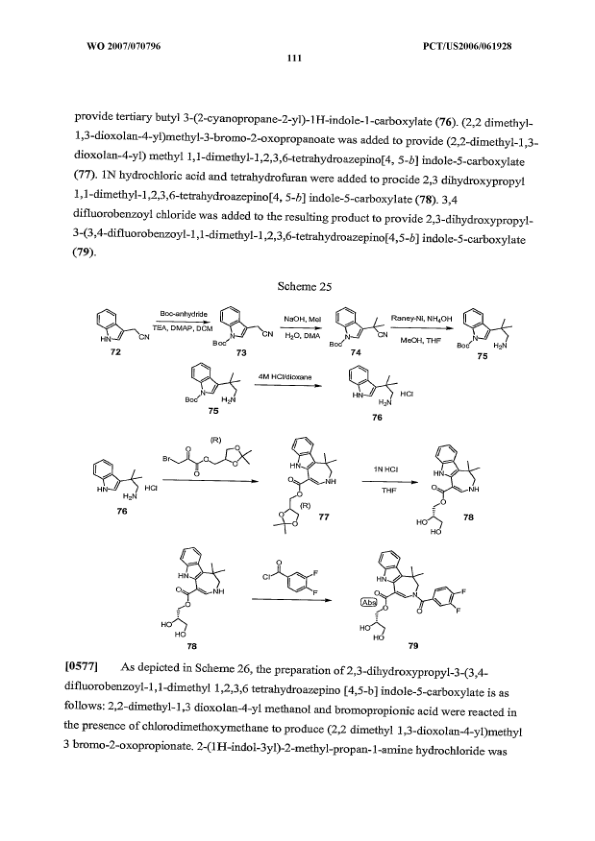 WO 2007/070796 PCT/US2006/061928
111
provide tertiary butyl 3-(2-cyanopropane-2-yl)-1H-indole-1-carboxylate (76). (2,2 dimethyl-
1,3-dioxolan-4-yl)methyl-3-bromo-2-oxopropanoate was added to provide (2,2-dimethyl-1,3-
dioxolan-4-yl) methyl 1,1-dimethyl-1,2,3,6-tetrahydroazepino[4, 5-b] indole-5-carboxylate
(77). 1N hydrochloric acid and tetrahydrofuran were added to procide 2,3 dihydroxypropyl
1,1-dimethyl-1,2,3,6-tetrahydroazepino[4, 5-b] indole-5-carboxylate (78). 3,4
difluorobenzoyl chloride was added to the resulting product to provide 2,3-dihydroxypropyl-
3-(3,4-difluorobenzoyl-1,1-dimethyl-1,2,3,6-tetrahydroazepino[4,5-b] indole-5-carboxylate
(79).
Scheme 25
HN CN
72
Boc-anhydride
TEA, DMAP, DCM
N Boc CN
73
NaOH, MeI
H2O, DMA
N Boc CN
74
Raney-Ni, NH4OH
MeOH, THF
N Boc H2N
75
N Boc H2N
75
4M HCl/dioxane
HN H2N HCl
76
HN H2N HCl
76
(R)
Br O O O O O
HN O O NH O O (R)
77
1N HCl
THF
HN O O NH HO HO
78
HN O O NH HO HO
78
Cl O F F
HN O O N O F F HO HO
Abs
79
[0577] As depicted in Scheme 26, the preparation of 2,3-dihydroxypropyl-3-(3,4-
difluorobenzoyl-1,1-dimethyl 1,2,3,6 tetrahydroazepino [4,5-b] indole-5-carboxylate is as
follows: 2,2-dimethyl-1,3 dioxolan-4-yl methanol and bromopropionic acid were reacted in
the presence of chlorodimethoxymethane to produce (2,2 dimethyl 1,3-dioxolan-4-yl)methyl
3 bromo-2-oxopropionate. 2-(1H-indol-3yl)-2-methyl-propan-1-amine hydrochloride was